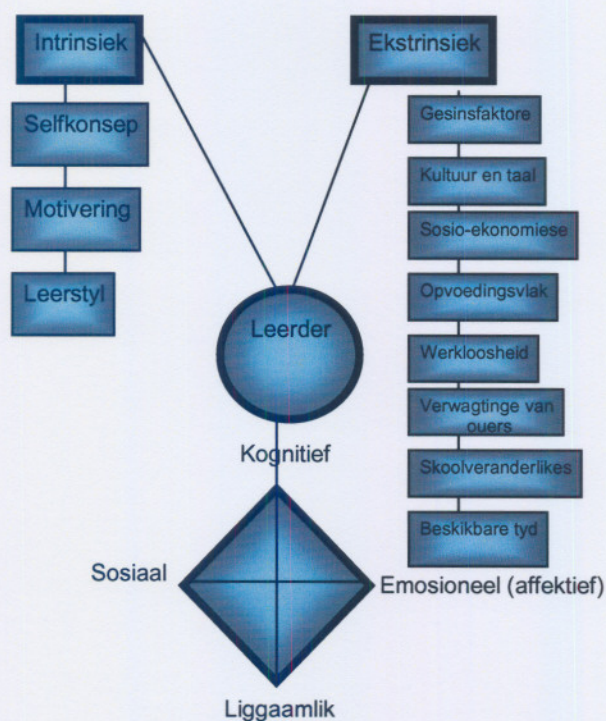 Intrinsiek
Selfkonsep
Motivering
Leerstyl
Ekstrinsiek
Gesinsfaktore
Kultuur en taal
Sosio-ekonomiese
Opvoedingsvlak
Werkloosheid
Verwagtinge van
ouers
Skoolveranderlikes
Beskikbare tyd
Leerder
Kognitief
Sosiaal
Emosioneel (affektief)
Liggaamlik